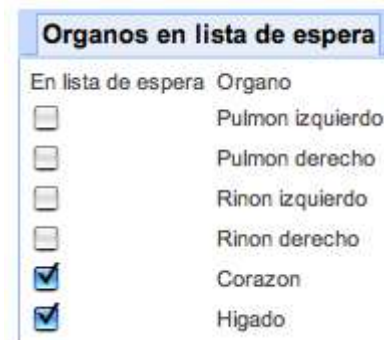 Organos en lista de espera
En lista de espera Organo
Pulmon izquierdo
Pulmon derecho
Rinon izquierdo
Rinon derecho
Corazon
Higado